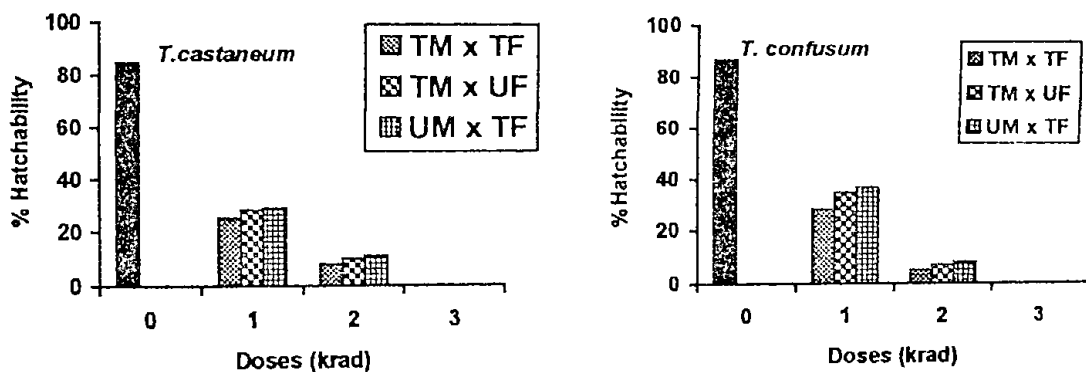 100
80
60
40
20
0
% Hatchability
T.castaneum
TM x TF
TM x UF
UM x TF
0 1 2 3
Doses (krad)
100
80
60
40
20
0
% Hatchability
T. confusum
TM x TF
TM x UF
UM x TF
0 1 2 3
Doses (krad)